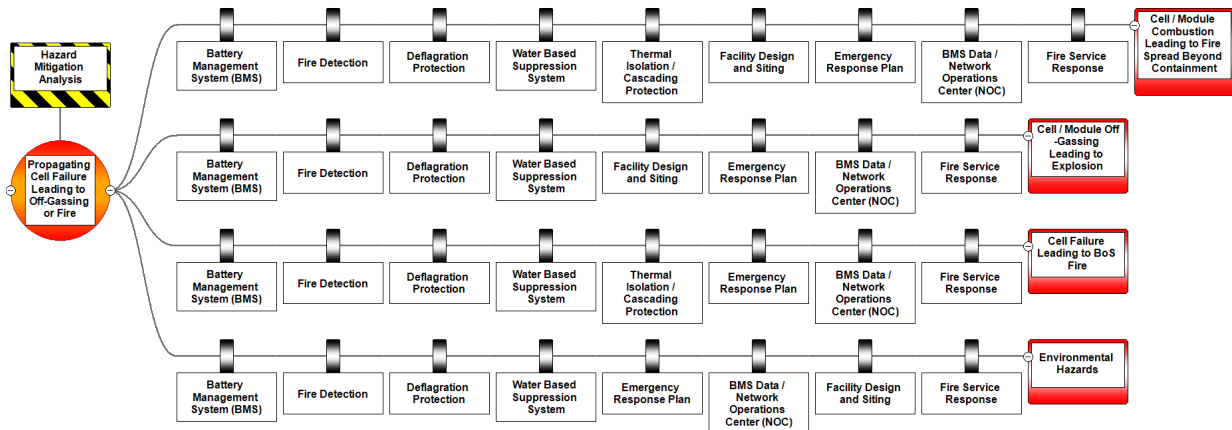 Hazard
Mitigation
Analysis
Propagating
Cell Failure
Leading to
Off-Gassing
or Fire
Battery
Management
System (BMS)
Fire Detection
Deflagration
Protection
Water Based
Suppression
System
Thermal
Isolation /
Cascading
Protection
Facility Design
and Siting
Emergency
Response Plan
BMS Data /
Network
Operations
Center (NOC)
Fire Service
Response
Cell / Module
Combustion
Leading to Fire
Spread Beyond
Containment
Battery
Management
System (BMS)
Fire Detection
Deflagration
Protection
Water Based
Suppression
System
Facility Design
and Siting
Emergency
Response Plan
BMS Data /
Network
Operations
Center (NOC)
Fire Service
Response
Cell / Module Off
-Gassing
Leading to
Explosion
Battery
Management
System (BMS)
Fire Detection
Deflagration
Protection
Water Based
Suppression
System
Thermal
Isolation /
Cascading
Protection
Emergency
Response Plan
BMS Data /
Network
Operations
Center (NOC)
Fire Service
Response
Cell Failure
Leading to BoS
Fire
Battery
Management
System (BMS)
Fire Detection
Deflagration
Protection
Water Based
Suppression
System
Emergency
Response Plan
BMS Data /
Network
Operations
Center (NOC)
Facility Design
and Siting
Fire Service
Response
Environmental
Hazards